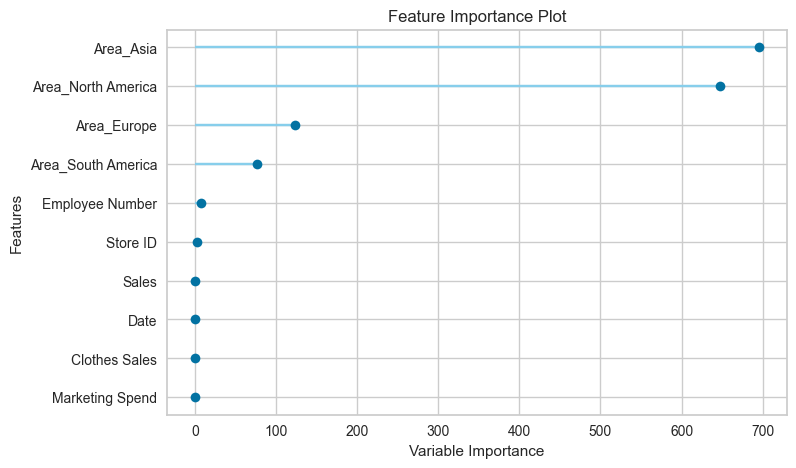 Feature Importance Plot
Area_Asia
Area_North America
Area_Europe
Area_South America
Employee Number
Store ID
Sales
Date
Clothes Sales
Marketing Spend
Features
0 100 200 300 400 500 600 700
Variable Importance